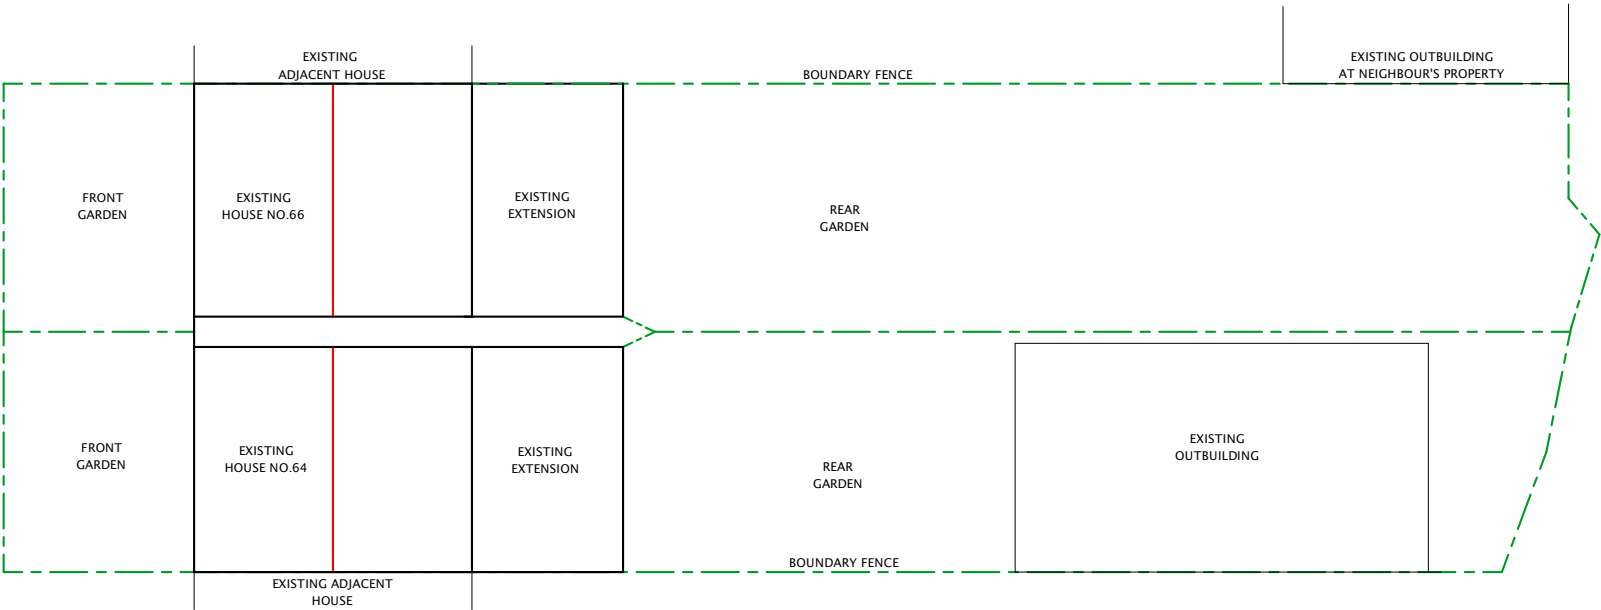 EXISTING
ADJACENT HOUSE
BOUNDARY FENCE
EXISTING OUTBUILDING
AT NEIGHBOUR'S PROPERTY
FRONT
GARDEN
EXISTING
HOUSE NO.66
EXISTING
EXTENSION
REAR
GARDEN
FRONT
GARDEN
EXISTING
HOUSE NO.64
EXISTING
EXTENSION
REAR
GARDEN
EXISTING
OUTBUILDING
BOUNDARY FENCE
EXISTING ADJACENT
HOUSE